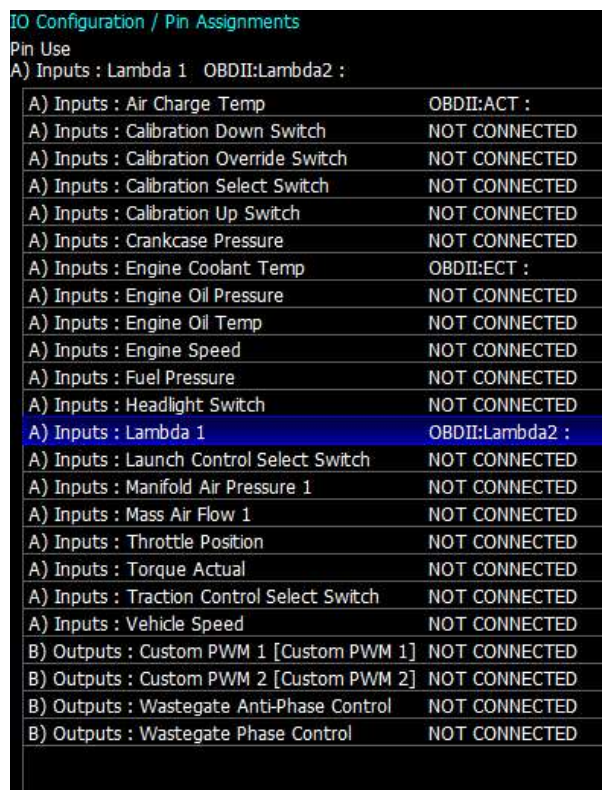 IO Configuration / Pin Assignments
Pin Use
A) Inputs : Lambda 1 OBDII:Lambda2 :
A) Inputs : Air Charge Temp OBDII:ACT :
A) Inputs : Calibration Down Switch NOT CONNECTED
A) Inputs : Calibration Override Switch NOT CONNECTED
A) Inputs : Calibration Select Switch NOT CONNECTED
A) Inputs : Calibration Up Switch NOT CONNECTED
A) Inputs : Crankcase Pressure NOT CONNECTED
A) Inputs : Engine Coolant Temp OBDII:ECT :
A) Inputs : Engine Oil Pressure NOT CONNECTED
A) Inputs : Engine Oil Temp NOT CONNECTED
A) Inputs : Engine Speed NOT CONNECTED
A) Inputs : Fuel Pressure NOT CONNECTED
A) Inputs : Headlight Switch NOT CONNECTED
A) Inputs : Lambda 1 OBDII:Lambda2 :
A) Inputs : Launch Control Select Switch NOT CONNECTED
A) Inputs : Manifold Air Pressure 1 NOT CONNECTED
A) Inputs : Mass Air Flow 1 NOT CONNECTED
A) Inputs : Throttle Position NOT CONNECTED
A) Inputs : Torque Actual NOT CONNECTED
A) Inputs : Traction Control Select Switch NOT CONNECTED
A) Inputs : Vehicle Speed NOT CONNECTED
B) Outputs : Custom PWM 1 [Custom PWM 1] NOT CONNECTED
B) Outputs : Custom PWM 2 [Custom PWM 2] NOT CONNECTED
B) Outputs : Wastegate Anti-Phase Control NOT CONNECTED
B) Outputs : Wastegate Phase Control NOT CONNECTED